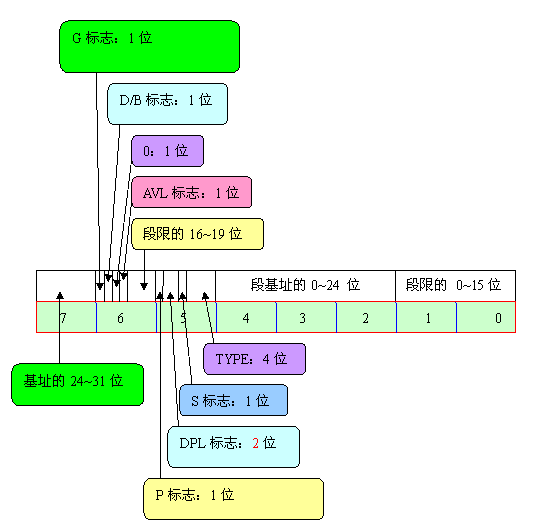 G 标志：1 位
D/B 标志：1 位
0：1 位
AVL 标志：1 位
段限的 16~19 位
段基址的 0~24 位
段限的 0~15 位
7
6
5
4
3
2
1
0
TYPE：4 位
基址的 24~31 位
S 标志：1 位
DPL 标志：2 位
P 标志：1 位